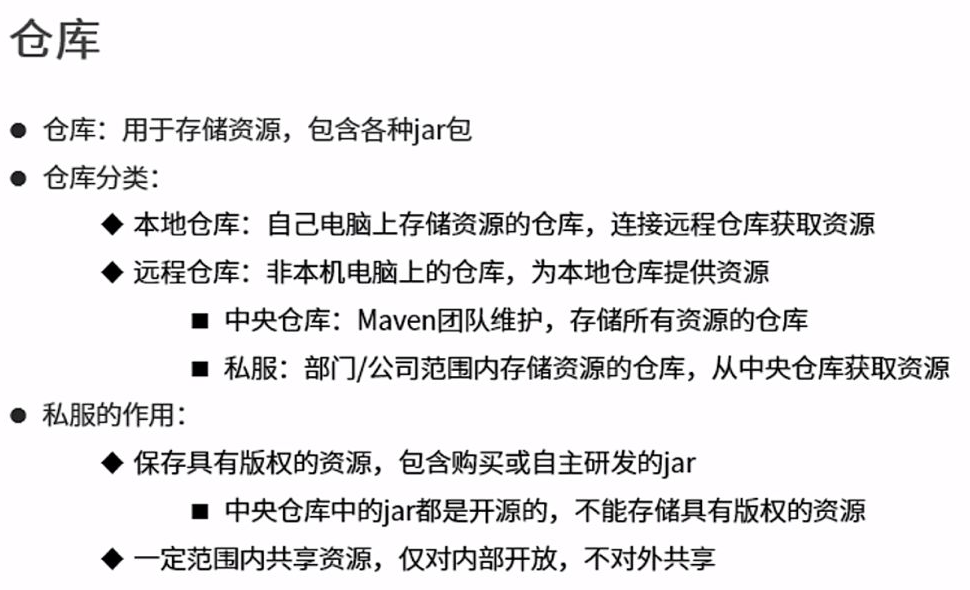 仓库
● 仓库：用于存储资源，包含各种jar包
● 仓库分类：
◆ 本地仓库：自己电脑上存储资源的仓库，连接远程仓库获取资源
◆ 远程仓库：非本机电脑上的仓库，为本地仓库提供资源
■ 中央仓库：Maven团队维护，存储所有资源的仓库
■ 私服：部门/公司范围内存储资源的仓库，从中央仓库获取资源
● 私服的作用：
◆ 保存具有版权的资源，包含购买或自主研发的jar
■ 中央仓库中的jar都是开源的，不能存储具有版权的资源
◆ 一定范围内共享资源，仅对内部开放，不对外共享